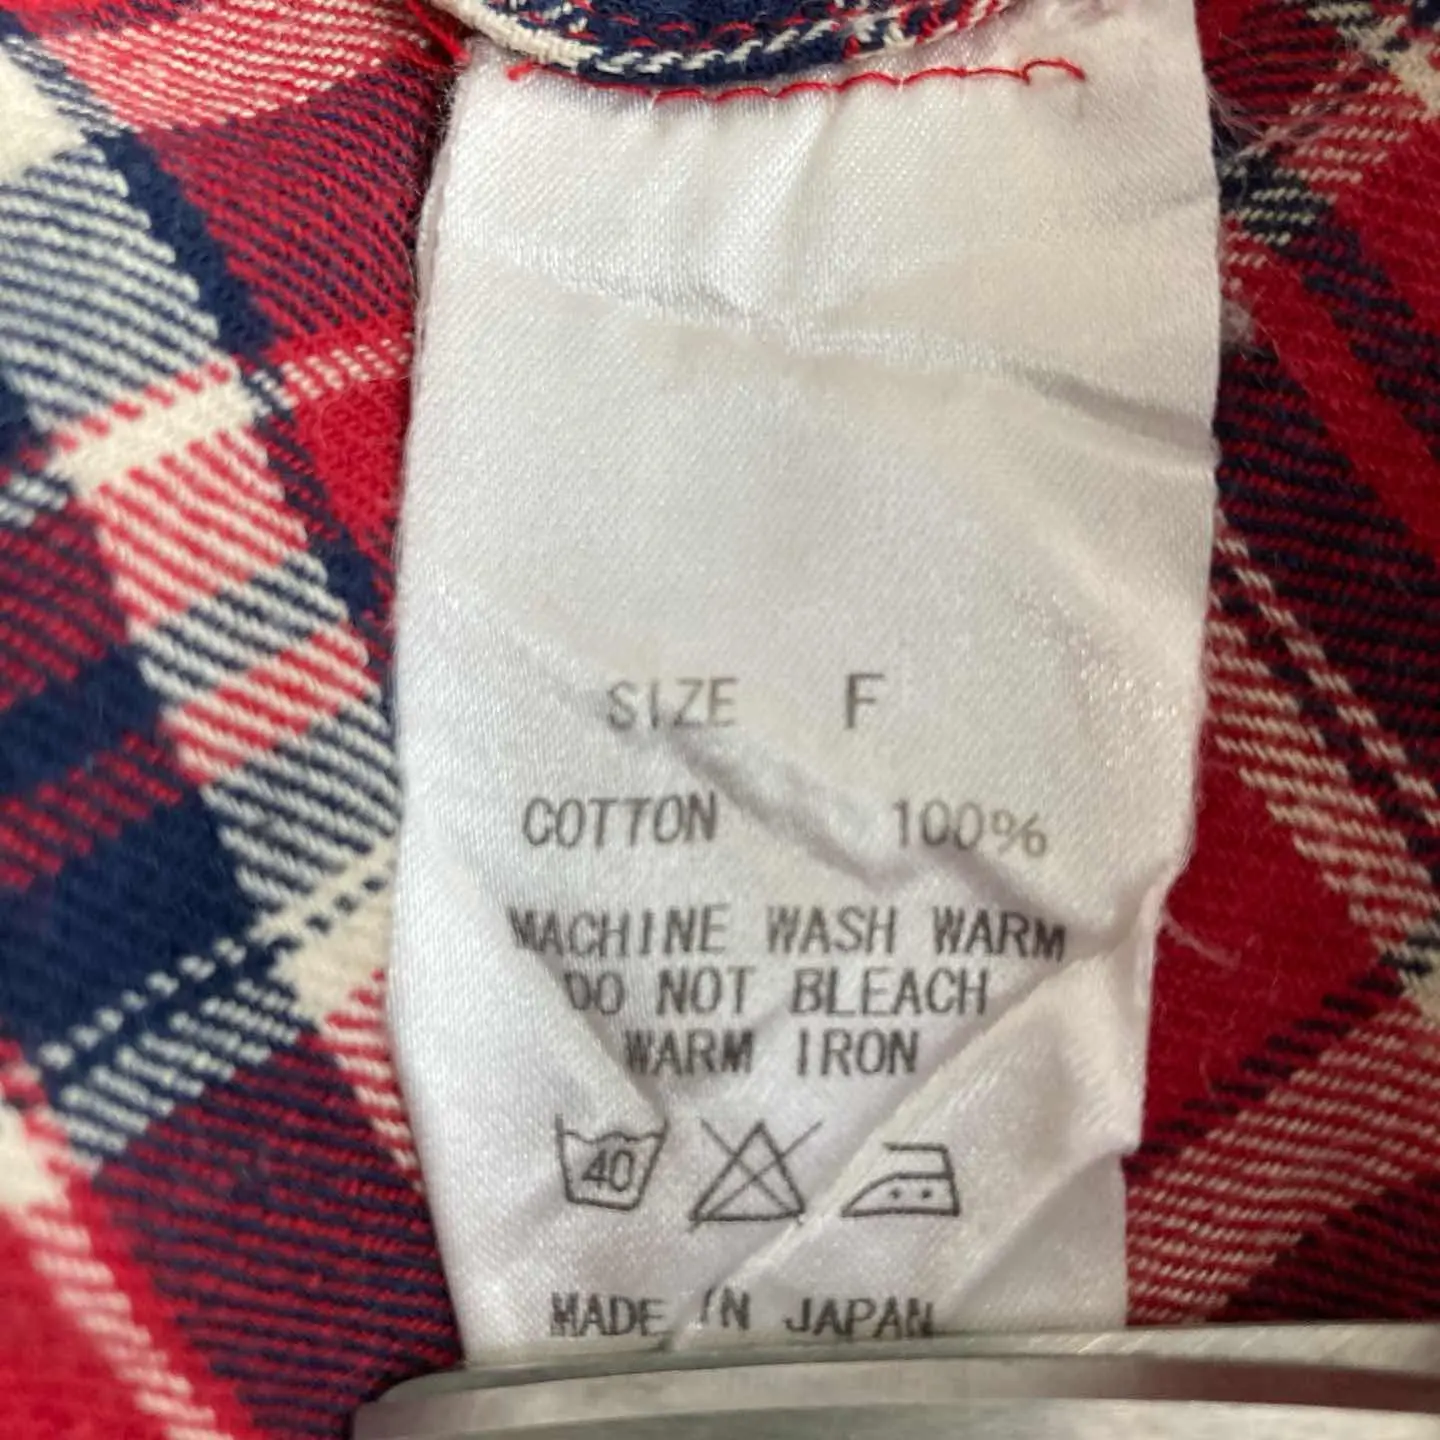 SIZE F
COTTON 100%
MACHINE WASH WARM
DO NOT BLEACH
WARM IRON
40
MADE IN JAPAN